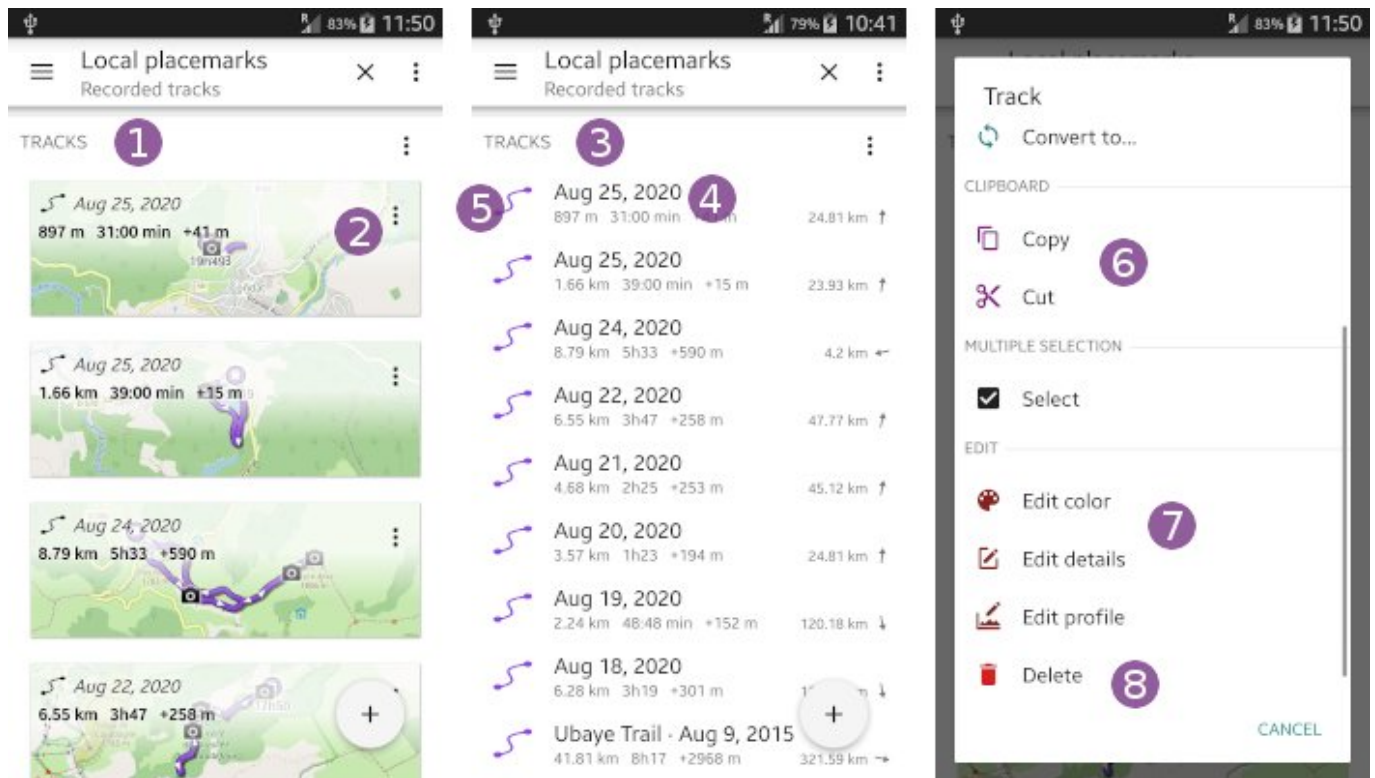 83% 11:50
Local placemarks
Recorded tracks
TRACKS 1
Aug 25, 2020
897 m 31:00 min +41 m
2
Aug 25, 2020
1.66 km 39:00 min +15 m
Aug 24, 2020
8.79 km 5h33 +590 m
Aug 22, 2020
6.55 km 3h47 +258 m
+
R 79% 10:41
Local placemarks
Recorded tracks
TRACKS 3
Aug 25, 2020 4
5
897 m 31:00 min 24.81 km
Aug 25, 2020
1.66 km 39:00 min +15 m 23.93 km
Aug 24, 2020
8.79 km 5h33 +590 m 4.2 km
Aug 22, 2020
6.55 km 3h47 +258 m 47.77 km
Aug 21, 2020
4.68 km 2h25 +253 m 45.12 km
Aug 20, 2020
3.57 km 1h23 +194 m 24.81 km
Aug 19, 2020
2.24 km 48:48 min +152 m 120.18 km
Aug 18, 2020
6.28 km 3h19 +301 m
+
Ubaye Trail - Aug 9, 2015
41.81 km 8h17 +2968 m 321.59 km
R 83% 11:50
Track
Convert to...
CLIPBOARD
Copy
6
Cut
MULTIPLE SELECTION
Select
EDIT
Edit color
7
Edit details
Edit profile
Delete
8
CANCEL